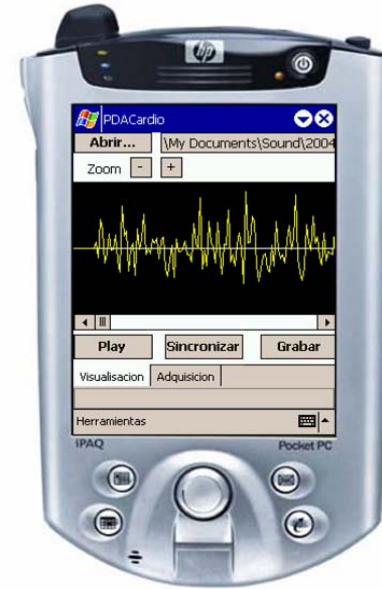 hp
PDACardio
Abrir... \My Documents\Sound\2004
Zoom - +
Play Sincronizar Grabar
Visualisacion Adquisicion
Herramientas
iPAQ Pocket PC